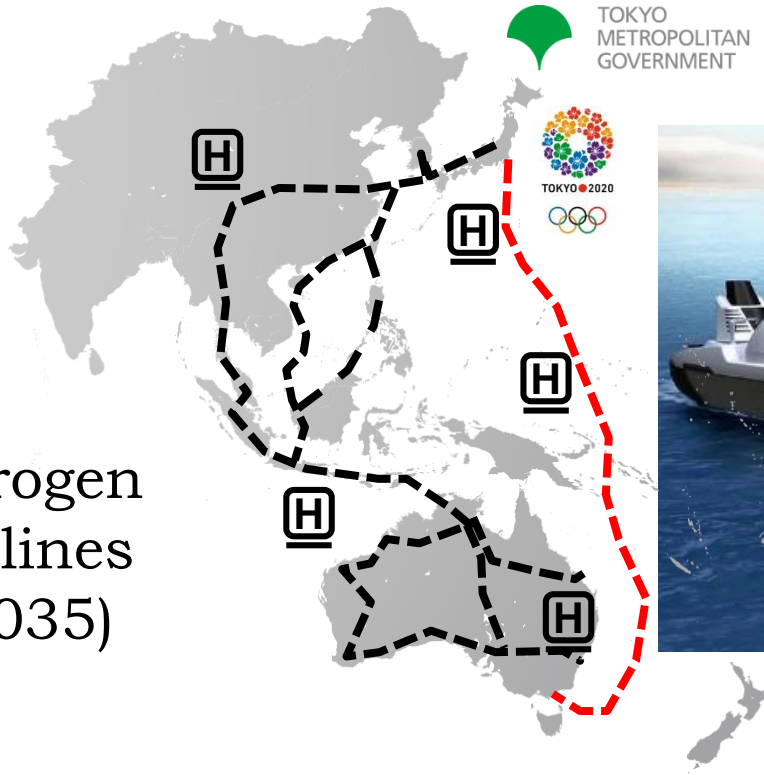 TOKYO
METROPOLITAN
GOVERNMENT
H
TOKYO 2020
H
H
rogen
lines
035)
H
H